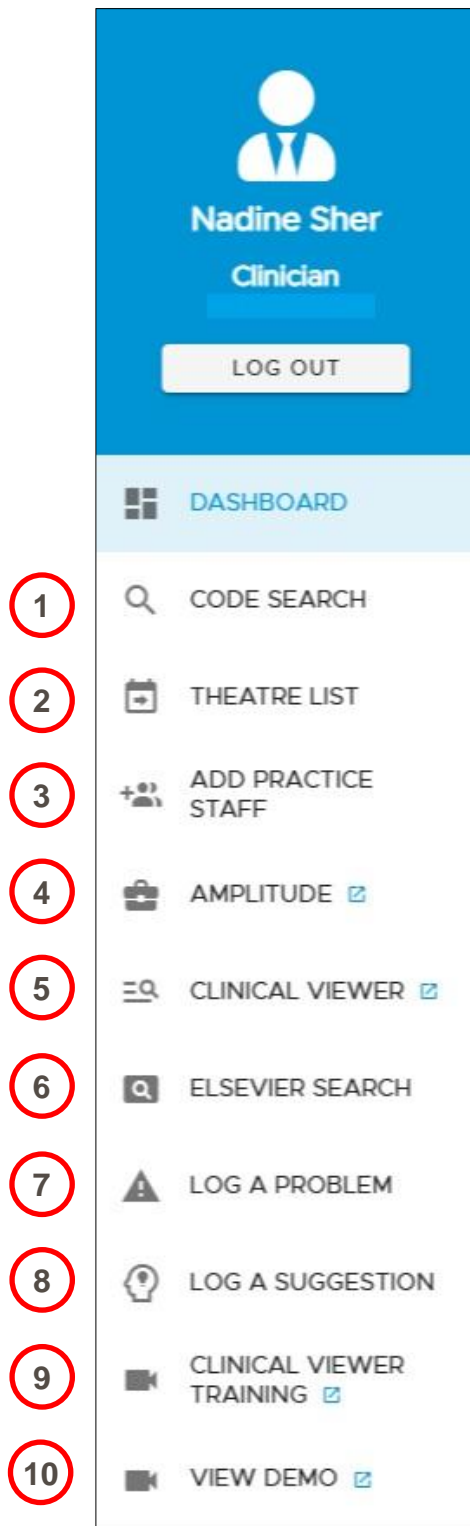 Nadine Sher
Clinician
LOG OUT
DASHBOARD
1 CODE SEARCH
2 THEATRE LIST
3 ADD PRACTICE
STAFF
4 AMPLITUDE
5 CLINICAL VIEWER
6 ELSEVIER SEARCH
7 LOG A PROBLEM
8 LOG A SUGGESTION
9 CLINICAL VIEWER
TRAINING
10 VIEW DEMO